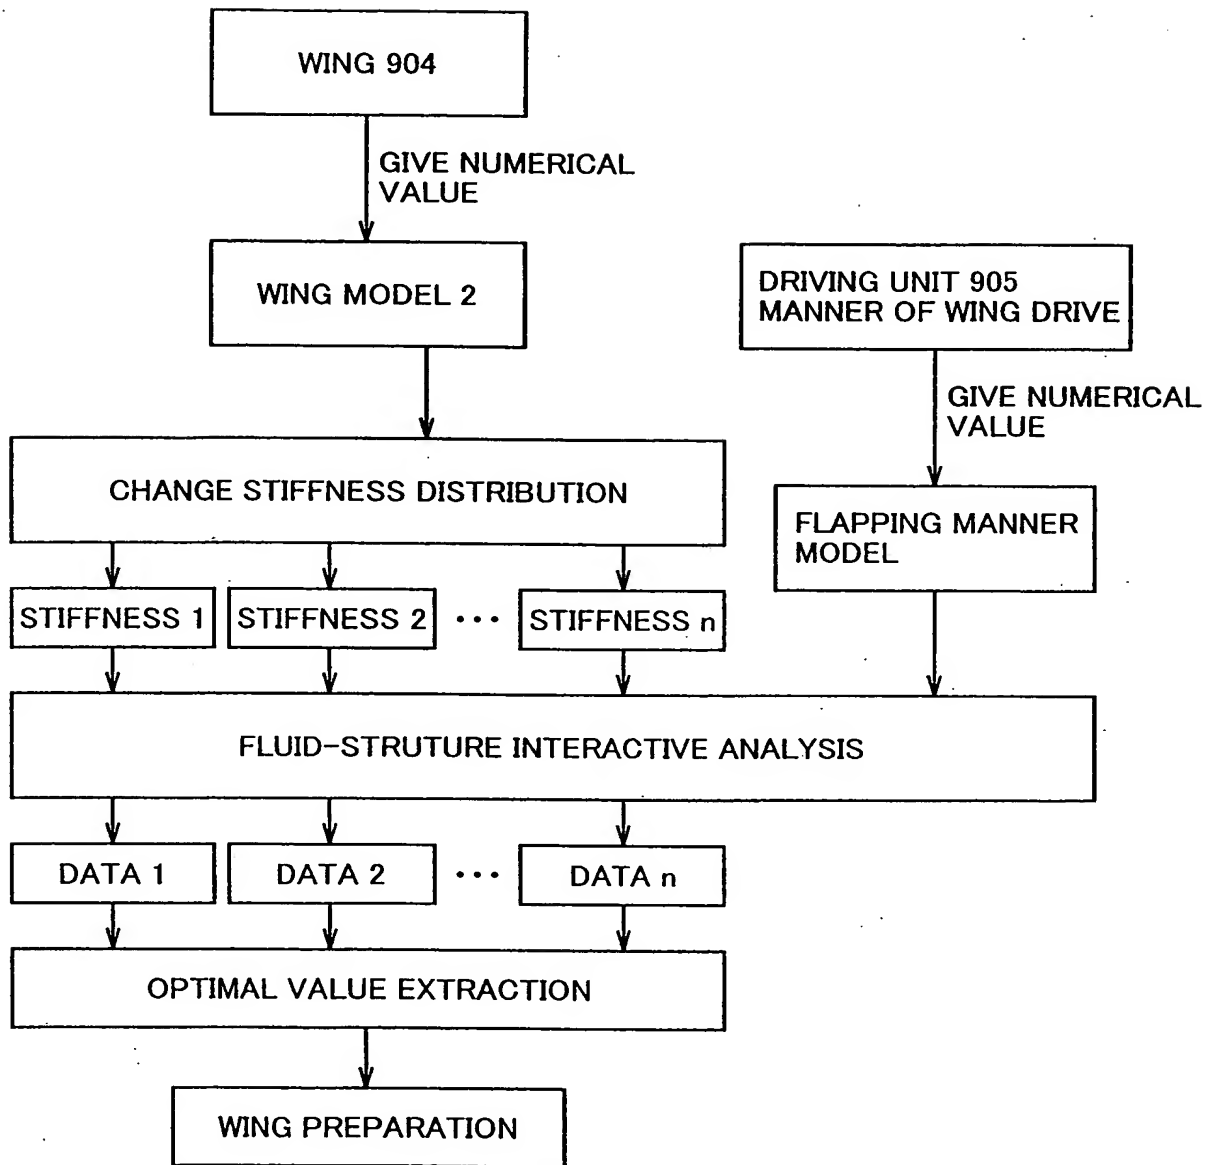 WING 904
GIVE NUMERICAL
VALUE
WING MODEL 2
DRIVING UNIT 905
MANNER OF WING DRIVE
GIVE NUMERICAL
VALUE
CHANGE STIFFNESS DISTRIBUTION
FLAPPING MANNER
MODEL
STIFFNESS 1 STIFFNESS 2 ••• STIFFNESS n
FLUID-STRUTURE INTERACTIVE ANALYSIS
DATA 1 DATA 2 ••• DATA n
OPTIMAL VALUE EXTRACTION
WING PREPARATION